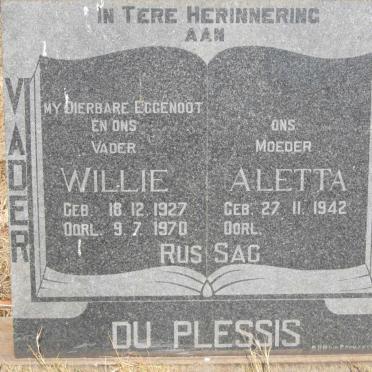 IN TERE HERINNERING
AAN
VADER
MY DIERBARE EGGENOOT
EN ONS
VADER
WILLIE
GEB. 18.12.1927
OORL. 9.7.1970
ONS
MOEDER
ALETTA
GEB. 27.11.1942
OORL.
RUS SAG
DU PLESSIS